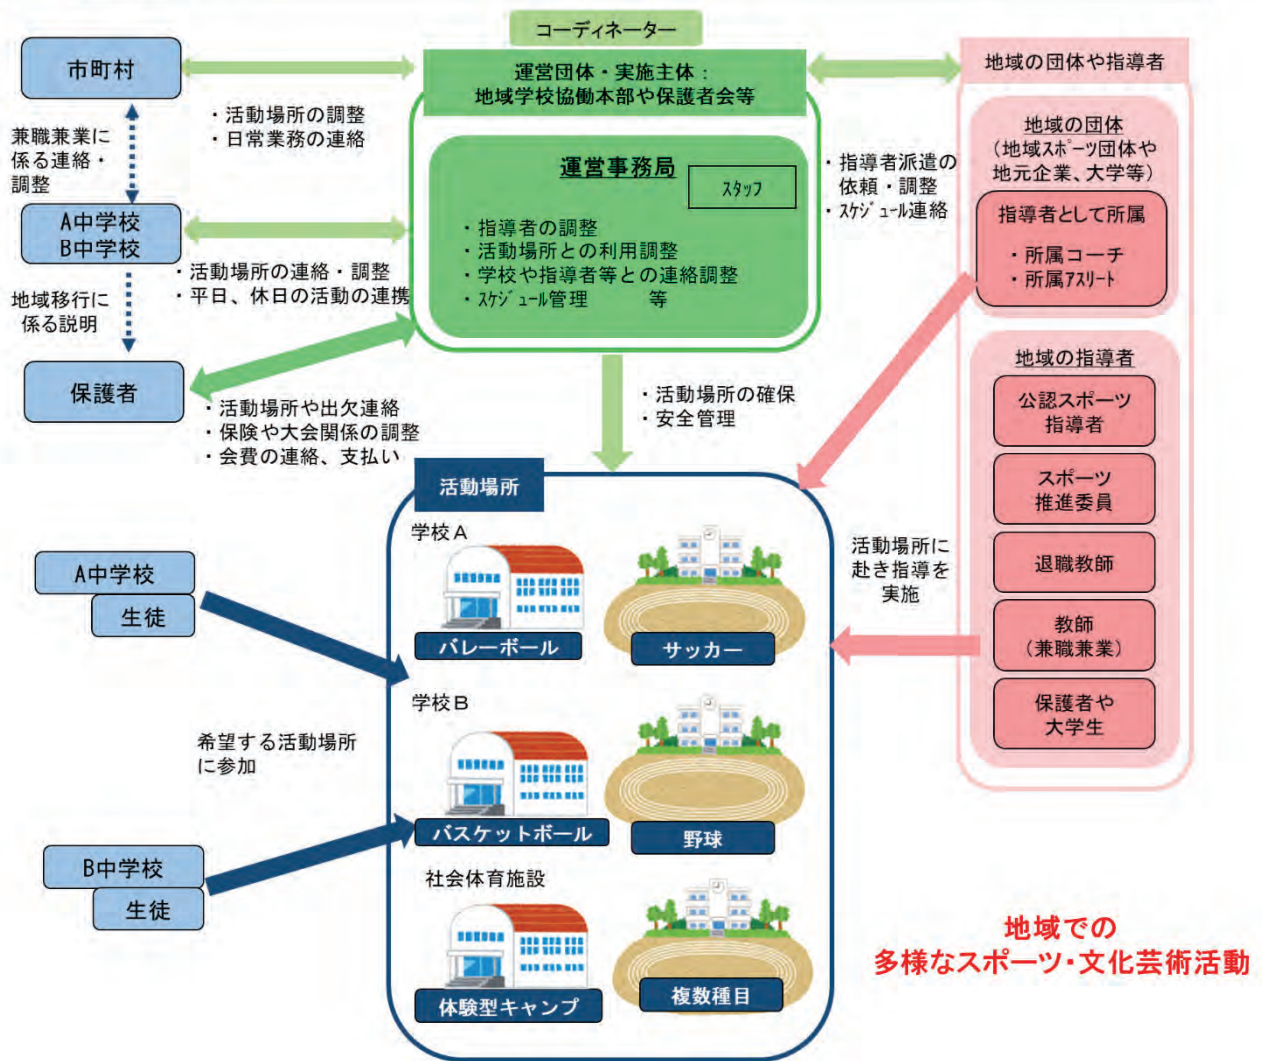 コーディネーター
市町村
運営団体・実施主体：
地域学校協働本部や保護者会等
地域の団体や指導者
・活動場所の調整
・日常業務の連絡
兼職兼業に
係る連絡・
調整
運営事務局
スタッフ
・指導者の調整
・活動場所との利用調整
・学校や指導者等との連絡調整
・スケジュール管理　　　等
・指導者派遣の
依頼・調整
・スケジュール連絡
地域の団体
（地域スポーツ団体や
地元企業、大学等）
指導者として所属
・所属コーチ
・所属アスリート
A中学校
B中学校
・活動場所の連絡・調整
・平日、休日の活動の連携
地域移行に
係る説明
保護者
・活動場所や出欠連絡
・保険や大会関係の調整
・会費の連絡、支払い
・活動場所の確保
・安全管理
地域の指導者
公認スポーツ
指導者
スポーツ
推進委員
退職教師
教師
（兼職兼業）
保護者や
大学生
活動場所に
赴き指導を
実施
活動場所
学校A
バレーボール
サッカー
学校B
バスケットボール
野球
社会体育施設
体験型キャンプ
複数種目
A中学校
生徒
希望する活動場所
に参加
B中学校
生徒
地域での
多様なスポーツ・文化芸術活動